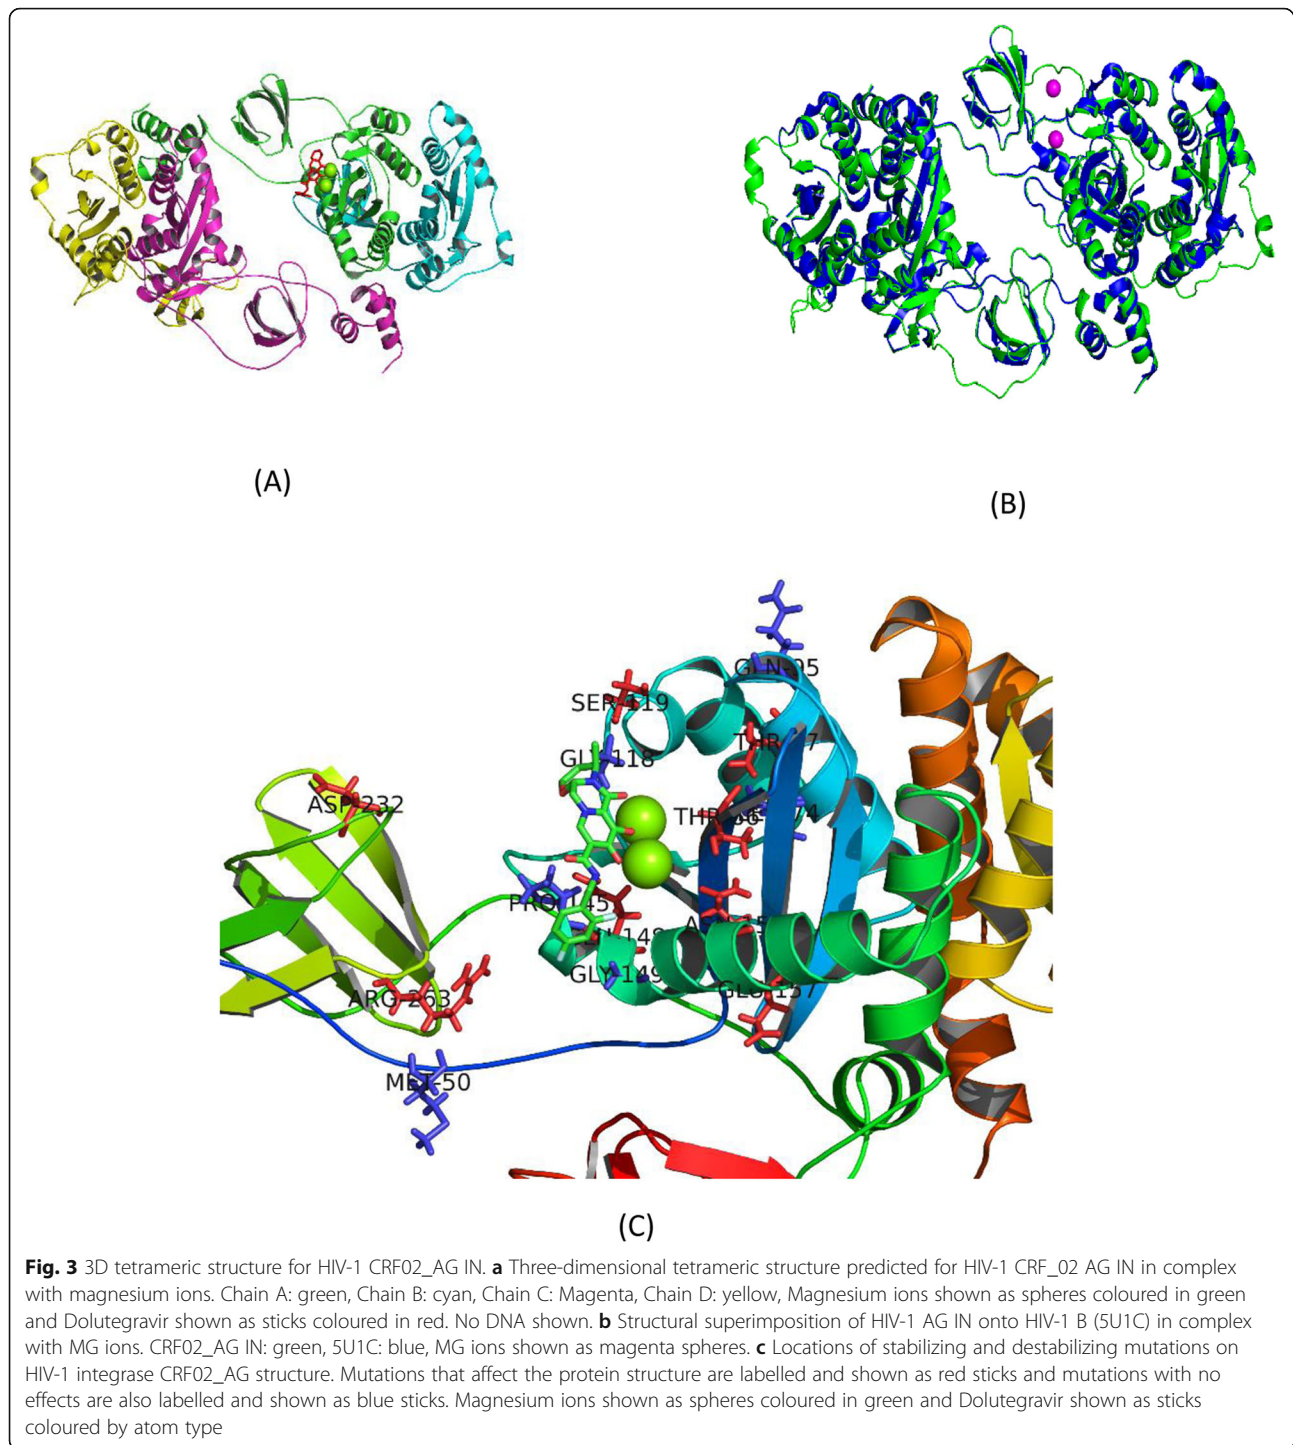 (A)
(B)
GLN-95
SER-119
GLY-118
ASP-232
PRO-145
GLY-149
GLU-157
ARG-263
MET-50
(C)
Fig. 3 3D tetrameric structure for HIV-1 CRF02_AG IN. a Three-dimensional tetrameric structure predicted for HIV-1 CRF_02 AG IN in complex
with magnesium ions. Chain A: green, Chain B: cyan, Chain C: Magenta, Chain D: yellow, Magnesium ions shown as spheres coloured in green
and Dolutegravir shown as sticks coloured in red. No DNA shown. b Structural superimposition of HIV-1 AG IN onto HIV-1 B (5U1C) in complex
with MG ions. CRF02_AG IN: green, 5U1C: blue, MG ions shown as magenta spheres. c Locations of stabilizing and destabilizing mutations on
HIV-1 integrase CRF02_AG structure. Mutations that affect the protein structure are labelled and shown as red sticks and mutations with no
effects are also labelled and shown as blue sticks. Magnesium ions shown as spheres coloured in green and Dolutegravir shown as sticks
coloured by atom type